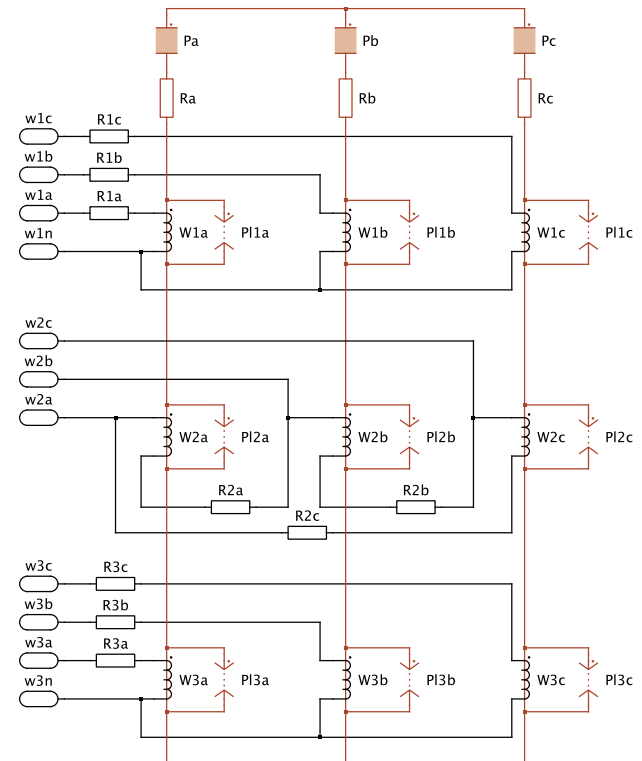 Pa Pb Pc
Ra Rb Rc
w1c R1c
w1b R1b
w1a R1a
W1a Pl1a W1b Pl1b W1c Pl1c
w1n
w2c
w2b
w2a
W2a Pl2a W2b Pl2b W2c Pl2c
R2a R2b
R2c
w3c R3c
w3b R3b
w3a R3a
W3a Pl3a W3b Pl3b W3c Pl3c
w3n